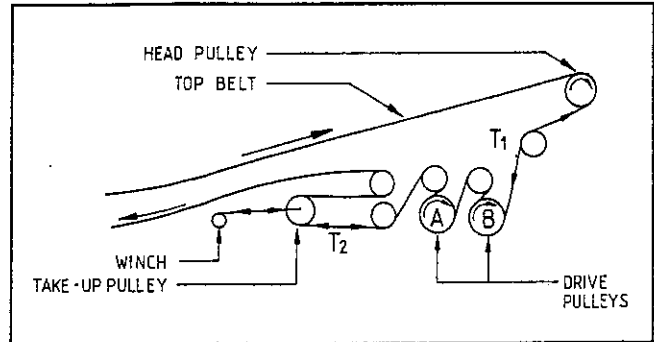 HEAD PULLEY
TOP BELT
T1
A
B
T2
WINCH
TAKE-UP PULLEY
DRIVE
PULLEYS